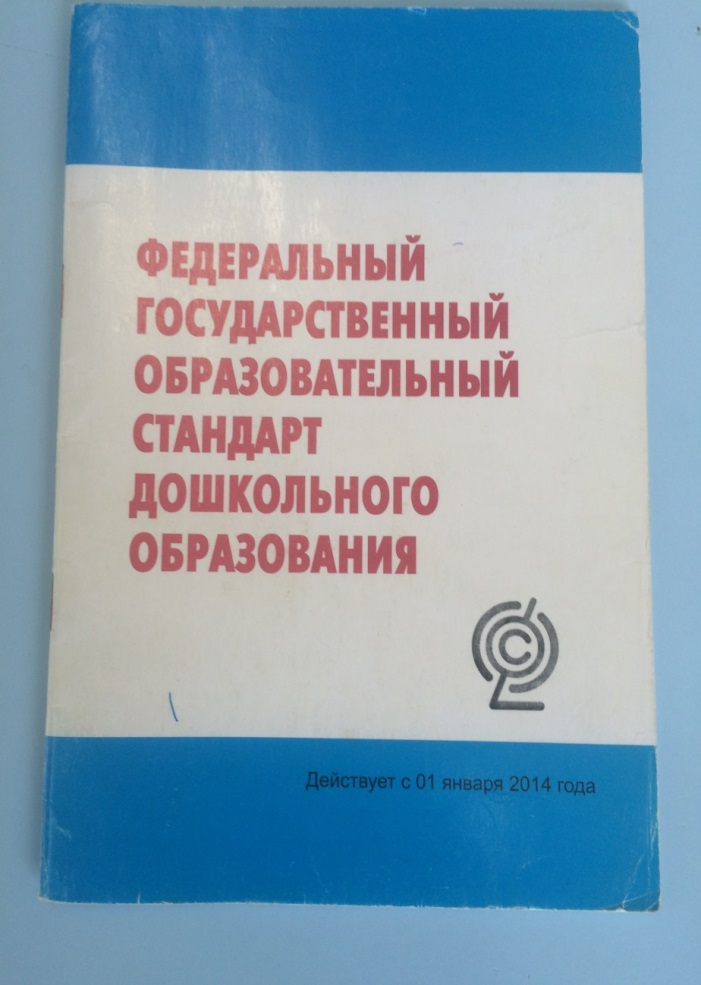 ФЕДЕРАЛЬНЫЙ
ГОСУДАРСТВЕННЫЙ
ОБРАЗОВАТЕЛЬНЫЙ
СТАНДАРТ
ДОШКОЛЬНОГО
ОБРАЗОВАНИЯ
Действует с 01 января 2014 года